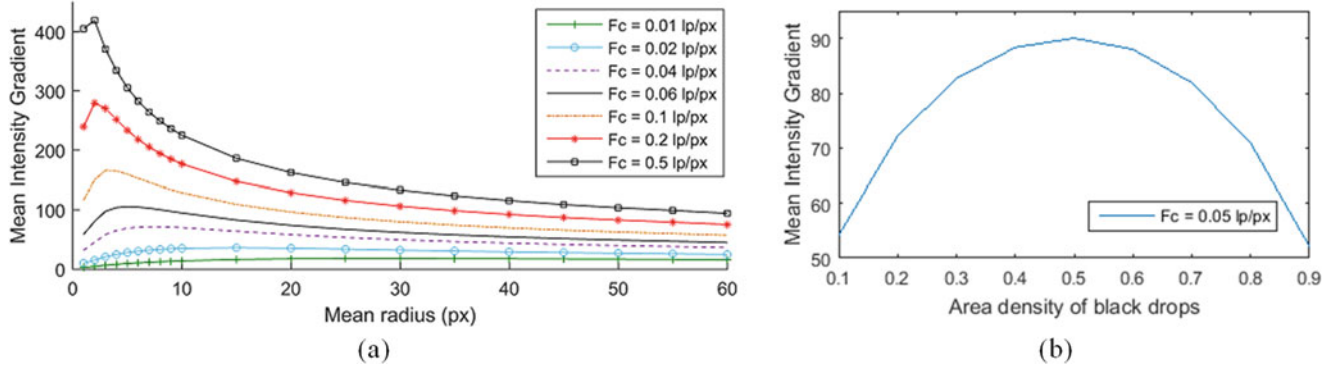 Mean Intensity Gradient
400
300
200
100
0
0
10
20
30
40
50
60
Mean radius (px)
Fc = 0.01 lp/px
Fc = 0.02 lp/px
Fc = 0.04 lp/px
Fc = 0.06 lp/px
Fc = 0.1 lp/px
Fc = 0.2 lp/px
Fc = 0.5 lp/px
(a)
Mean Intensity Gradient
90
80
70
60
50
0.1
0.2
0.3
0.4
0.5
0.6
0.7
0.8
0.9
Area density of black drops
Fc = 0.05 lp/px
(b)